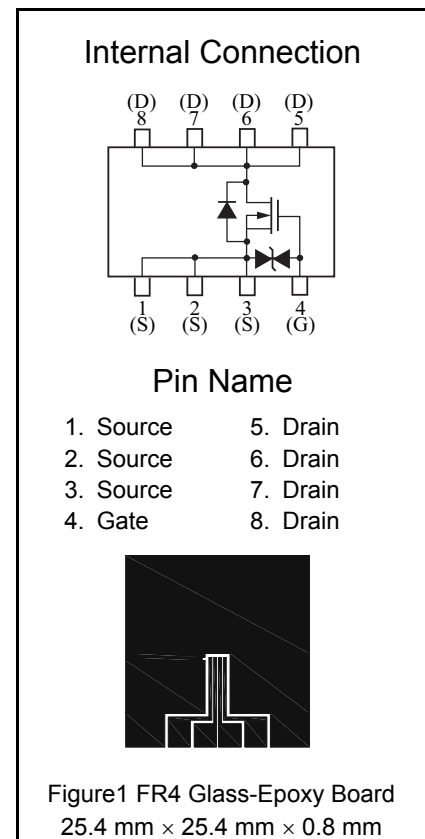 Internal Connection
(D) (D) (D) (D)
8 7 6 5
1 2 3 4
(S) (S) (S) (G)
Pin Name
1. Source 5. Drain
2. Source 6. Drain
3. Source 7. Drain
4. Gate 8. Drain
Figure1 FR4 Glass-Epoxy Board
25.4 mm × 25.4 mm × 0.8 mm